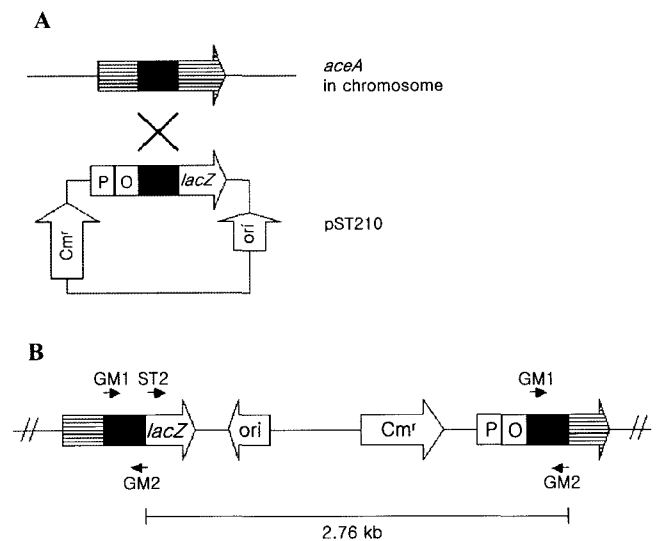 A
aceA
in chromosome
P O lacZ
Cmʳ
ori
pST210
B
GM1 ST2 GM1
lacZ ori Cmʳ P O
GM2 GM2
2.76 kb